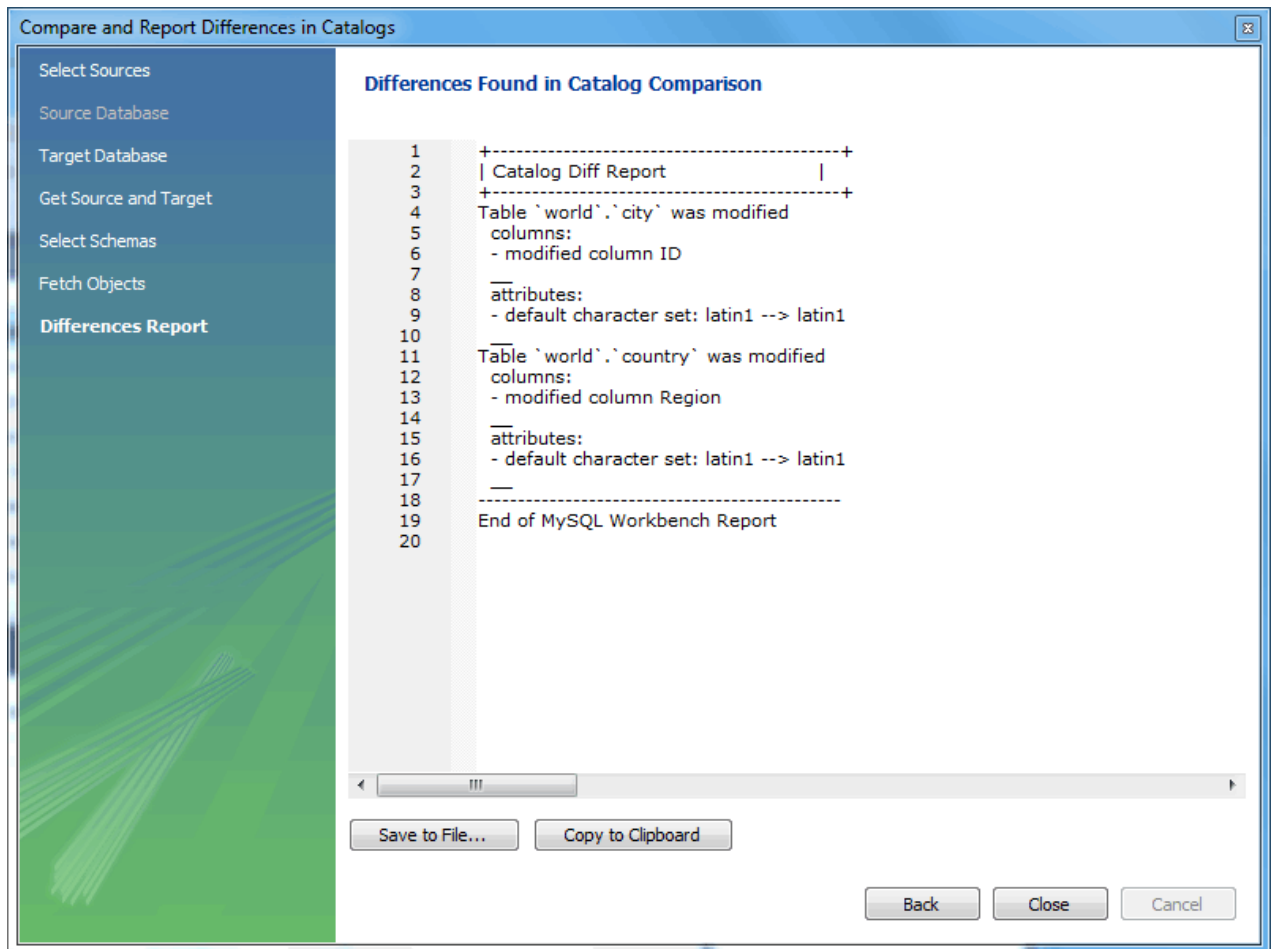 Compare and Report Differences in Catalogs
Select Sources
Source Database
Target Database
Get Source and Target
Select Schemas
Fetch Objects
Differences Report
Differences Found in Catalog Comparison
1 +--------------------------------------------+
2 | Catalog Diff Report |
3 +--------------------------------------------+
4 Table `world`.`city` was modified
5 columns:
6 - modified column ID
7 __
8 attributes:
9 - default character set: latin1 --> latin1
10 __
11 Table `world`.`country` was modified
12 columns:
13 - modified column Region
14 __
15 attributes:
16 - default character set: latin1 --> latin1
17 __
18 ----------------------------------------------
19 End of MySQL Workbench Report
20
Save to File... Copy to Clipboard
Back Close Cancel